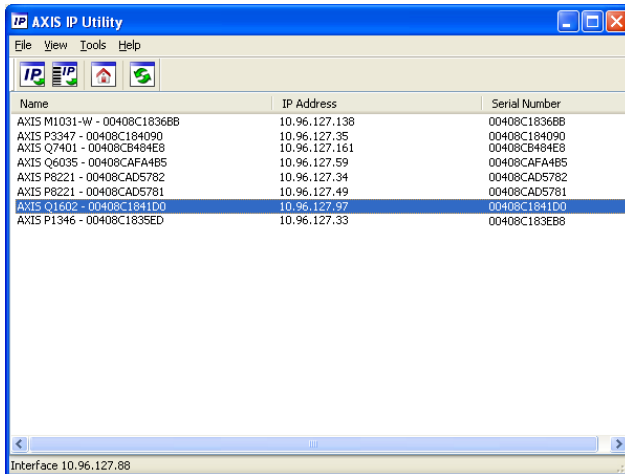 IP AXIS IP Utility
File View Tools Help
IP IP
Name IP Address Serial Number
AXIS M1031-W - 00408C1836BB 10.96.127.138 00408C1836BB
AXIS P3347 - 00408C184090 10.96.127.35 00408C184090
AXIS Q7401 - 00408CB484E8 10.96.127.161 00408CB484E8
AXIS Q6035 - 00408CAFA4B5 10.96.127.59 00408CAFA4B5
AXIS P8221 - 00408CAD5782 10.96.127.34 00408CAD5782
AXIS P8221 - 00408CAD5781 10.96.127.49 00408CAD5781
AXIS Q1602 - 00408C1841D0 10.96.127.97 00408C1841D0
AXIS P1346 - 00408C1835ED 10.96.127.33 00408C183EB8
Interface 10.96.127.88